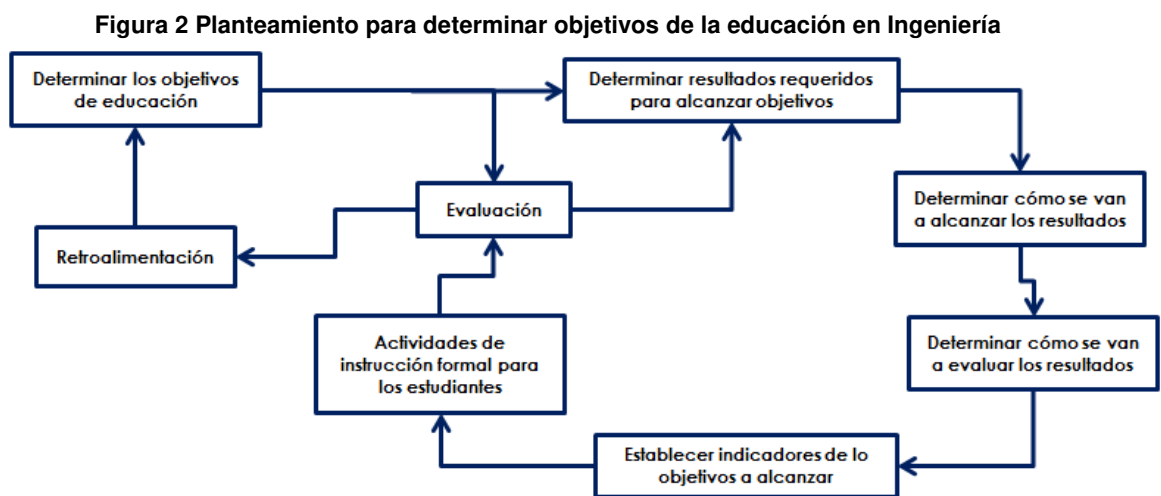 Figura 2 Planteamiento para determinar objetivos de la educación en Ingeniería
Determinar los objetivos
de educación
Determinar resultados requeridos
para alcanzar objetivos
Determinar cómo se van
a alcanzar los resultados
Evaluación
Retroalimentación
Determinar cómo se van
a evaluar los resultados
Actividades de
instrucción formal para
los estudiantes
Establecer indicadores de lo
objetivos a alcanzar